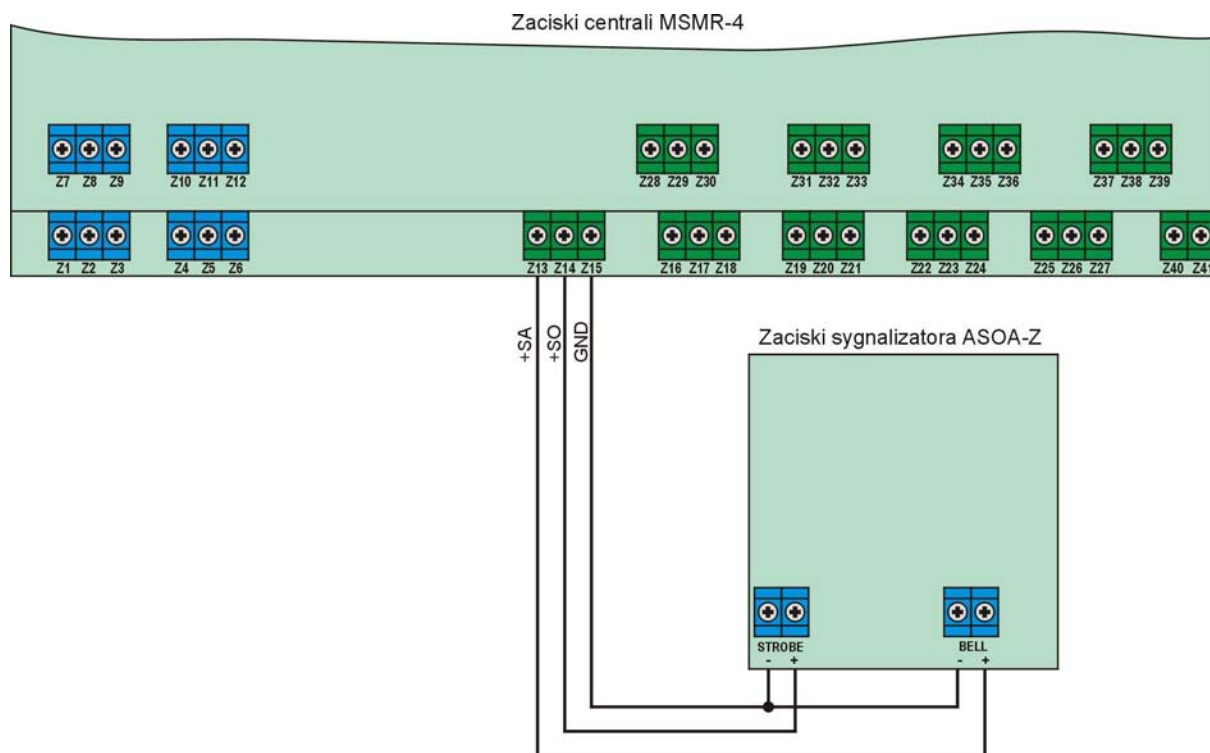 Zaciski centrali MSMR-4
Z7 Z8 Z9 Z10 Z11 Z12 Z28 Z29 Z30 Z31 Z32 Z33 Z34 Z35 Z36 Z37 Z38 Z39
Z1 Z2 Z3 Z4 Z5 Z6 Z13 Z14 Z15 Z16 Z17 Z18 Z19 Z20 Z21 Z22 Z23 Z24 Z25 Z26 Z27 Z40 Z41
+SA
+SO
GND
Zaciski sygnalizatora ASOA-Z
STROBE BELL
- + - +